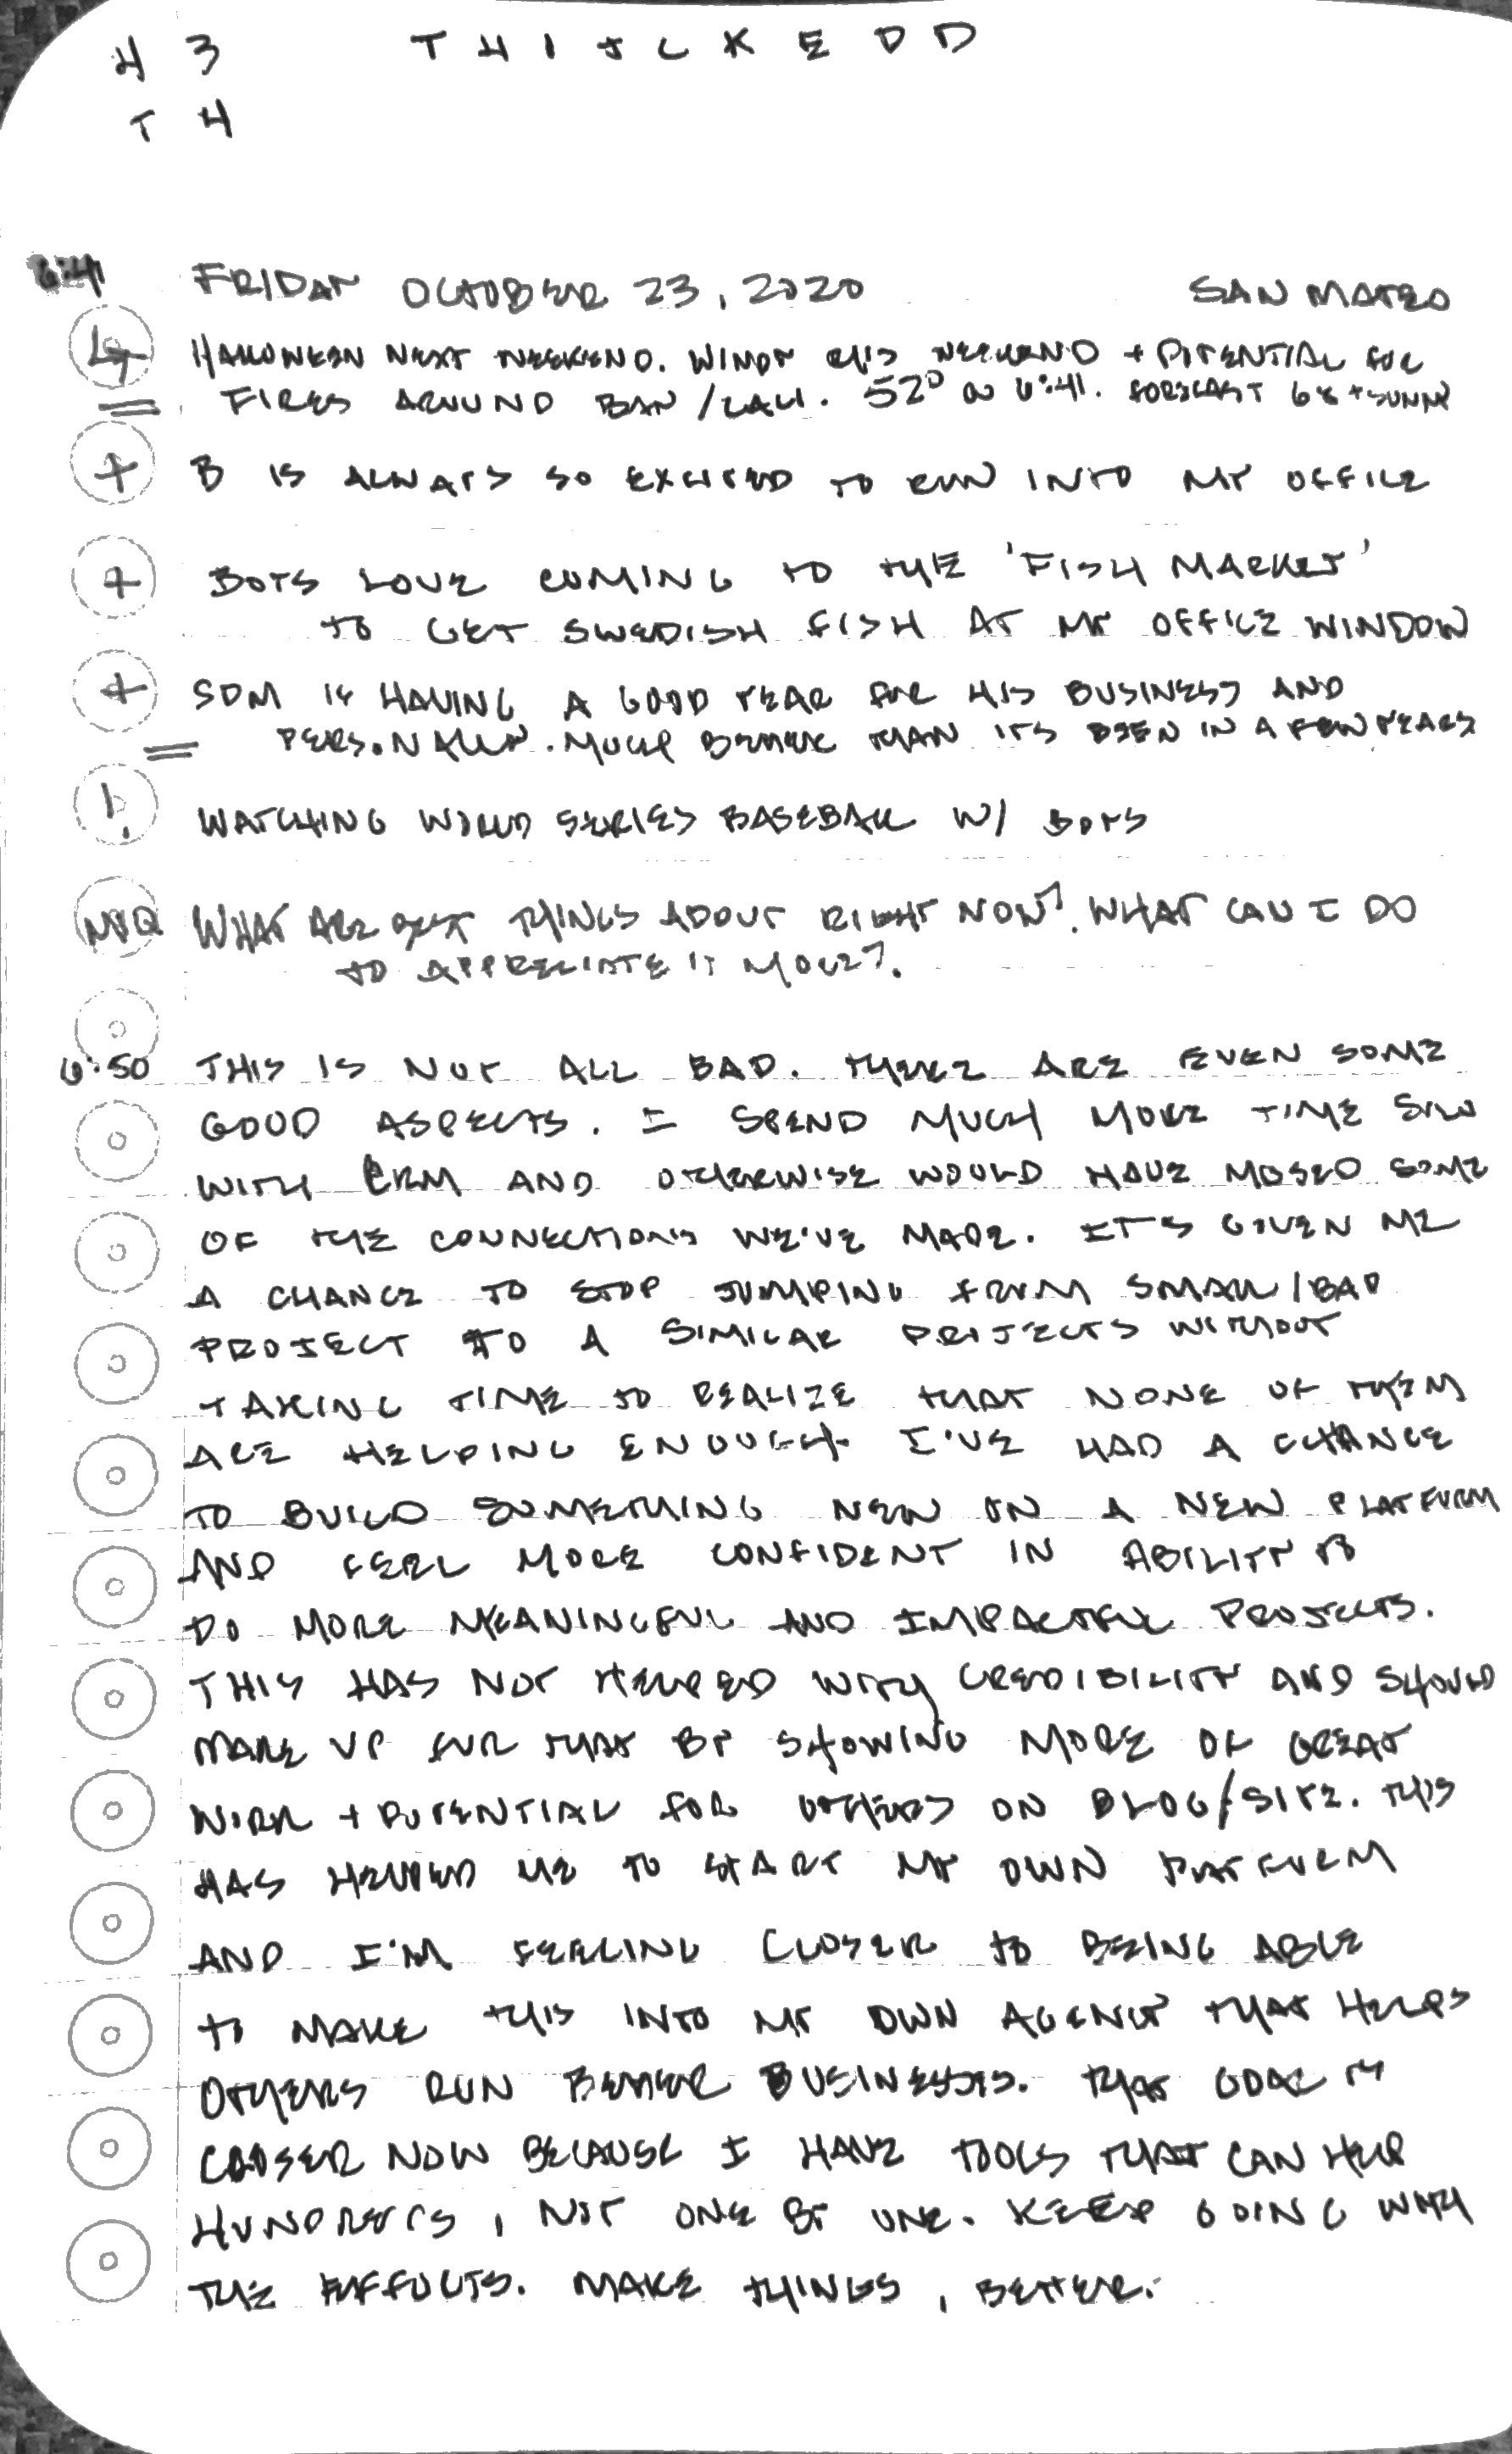 43 THIJCKEDD
T4
6:41 FRIDAY OCTOBER 23, 2020 SAN MATEO
HALLOWEEN NEXT WEEKEND. WINDY THIS WEEKEND + POTENTIAL FOR
= FIRES AROUND BAY/CALI. 52° @ 6:41. FORECAST 68 + SUNNY
+ B IS ALWAYS SO EXCITED TO RUN INTO MY OFFICE
+ BOYS LOVE COMING TO THE 'FISH MARKET'
TO GET SWEDISH FISH AT MY OFFICE WINDOW
+ SDM IS HAVING A GOOD YEAR FOR HIS BUSINESS AND
= PERSONALLY. MUCH BETTER THAN ITS BEEN IN A FEW YEARS
! WATCHING WORLD SERIES BASEBALL W/ BOYS
MIQ WHAT ARE BEST THINGS ABOUT RIGHT NOW?. WHAT CAN I DO
TO APPRECIATE IT MORE?.
6:50 THIS IS NOT ALL BAD. THERE ARE EVEN SOME
GOOD ASPECTS. I SPEND MUCH MORE TIME
WITH ERM AND OTHERWISE WOULD HAVE MISSED SOME
OF THE CONNECTIONS WE'VE MADE. IT'S GIVEN ME
A CHANCE TO STOP JUMPING FROM SMALL/BAD
PROJECT TO A SIMILAR PROJECTS WITHOUT
TAKING TIME TO REALIZE THAT NONE OF THEM
ARE HELPING ENOUGH. I'VE HAD A CHANCE
TO BUILD SOMETHING NEW ON A NEW PLATFORM
AND FEEL MORE CONFIDENT IN ABILITY TO
DO MORE MEANINGFUL AND IMPACTFUL PROJECTS.
THIS HAS NOT HELPED WITH CREDIBILITY AND SHOULD
MAKE UP FOR THAT BY SHOWING MORE OF GREAT
WORK + POTENTIAL FOR OTHERS ON BLOG/SITE. THIS
HAS HELPED ME TO START MY OWN PLATFORM
AND I'M FEELING CLOSER TO BEING ABLE
TO MAKE THIS INTO MY OWN AGENCY THAT HELPS
OTHERS RUN BETTER BUSINESSES. THAT GOAL IS
CLOSER NOW BECAUSE I HAVE TOOLS THAT CAN HELP
HUNDREDS, NOT ONE BY ONE. KEEP GOING WITH
THE EFFORTS. MAKE THINGS, BETTER.